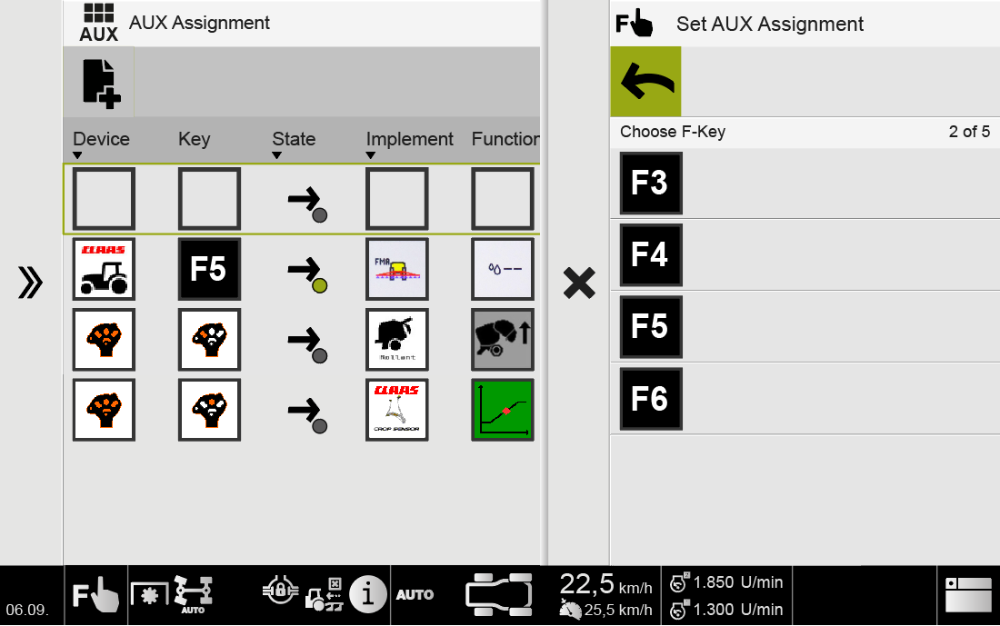 AUX
AUX Assignment
F
Set AUX Assignment
Device
Key
State
Implement
Function
Choose F-Key
2 of 5
F3
F4
F5
F6
CLAAS
F5
FMA
CLAAS
CROP SENSOR
06.09.
F
AUTO
i
AUTO
22,5 km/h
25,5 km/h
1.850 U/min
1.300 U/min